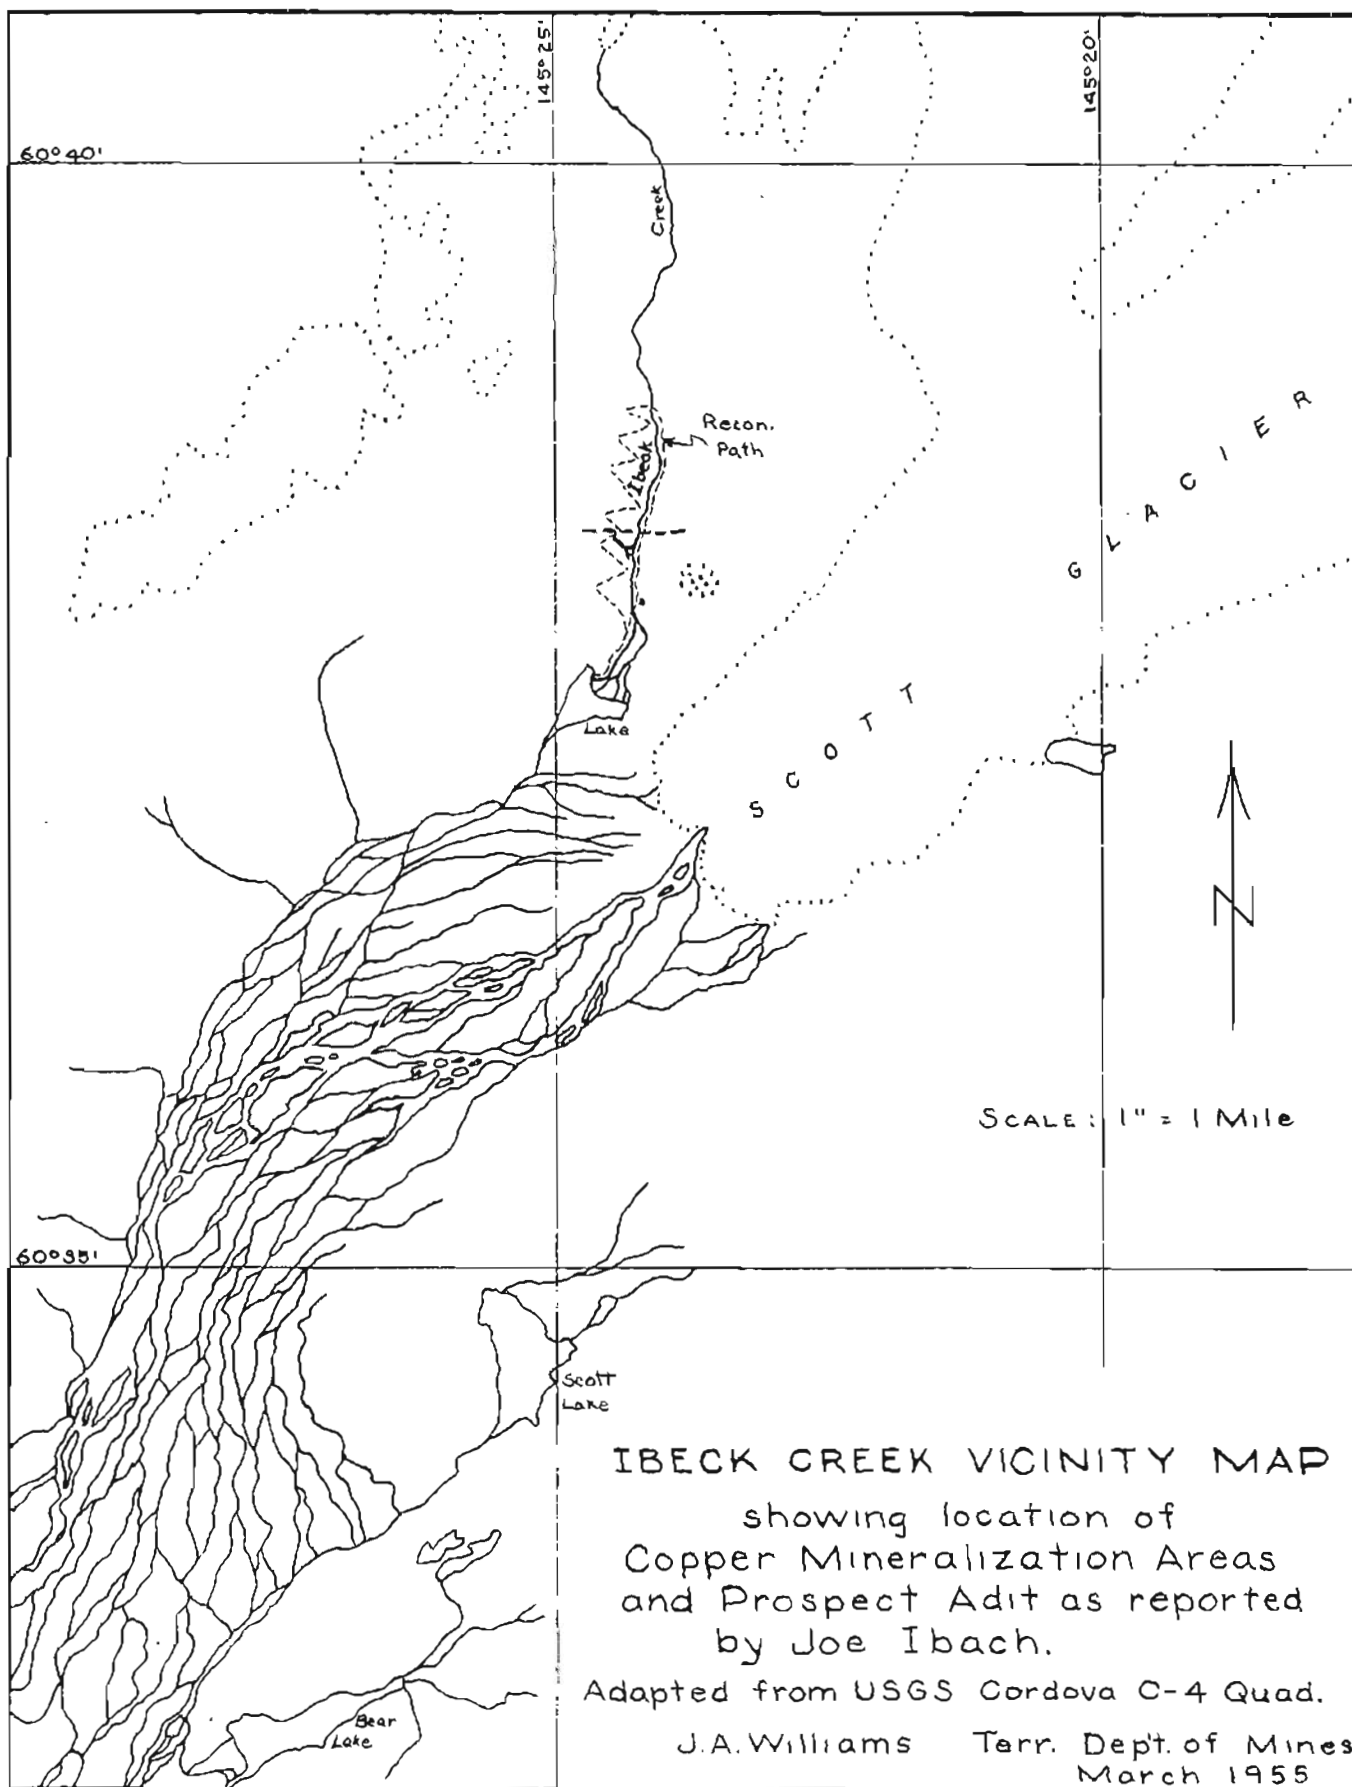 145°25'
145°20'
60°40'
Creek
Recon.
Path
Ibeck
GLACIER
SCOTT
Lake
N
SCALE: 1" = 1 Mile
60°35'
Scott
Lake
IBECK CREEK VICINITY MAP
showing location of
Copper Mineralization Areas
and Prospect Adit as reported
by Joe Ibach.
Adapted from USGS Cordova C-4 Quad.
J.A. Williams Terr. Dep't. of Mines
March 1955
Bear
Lake